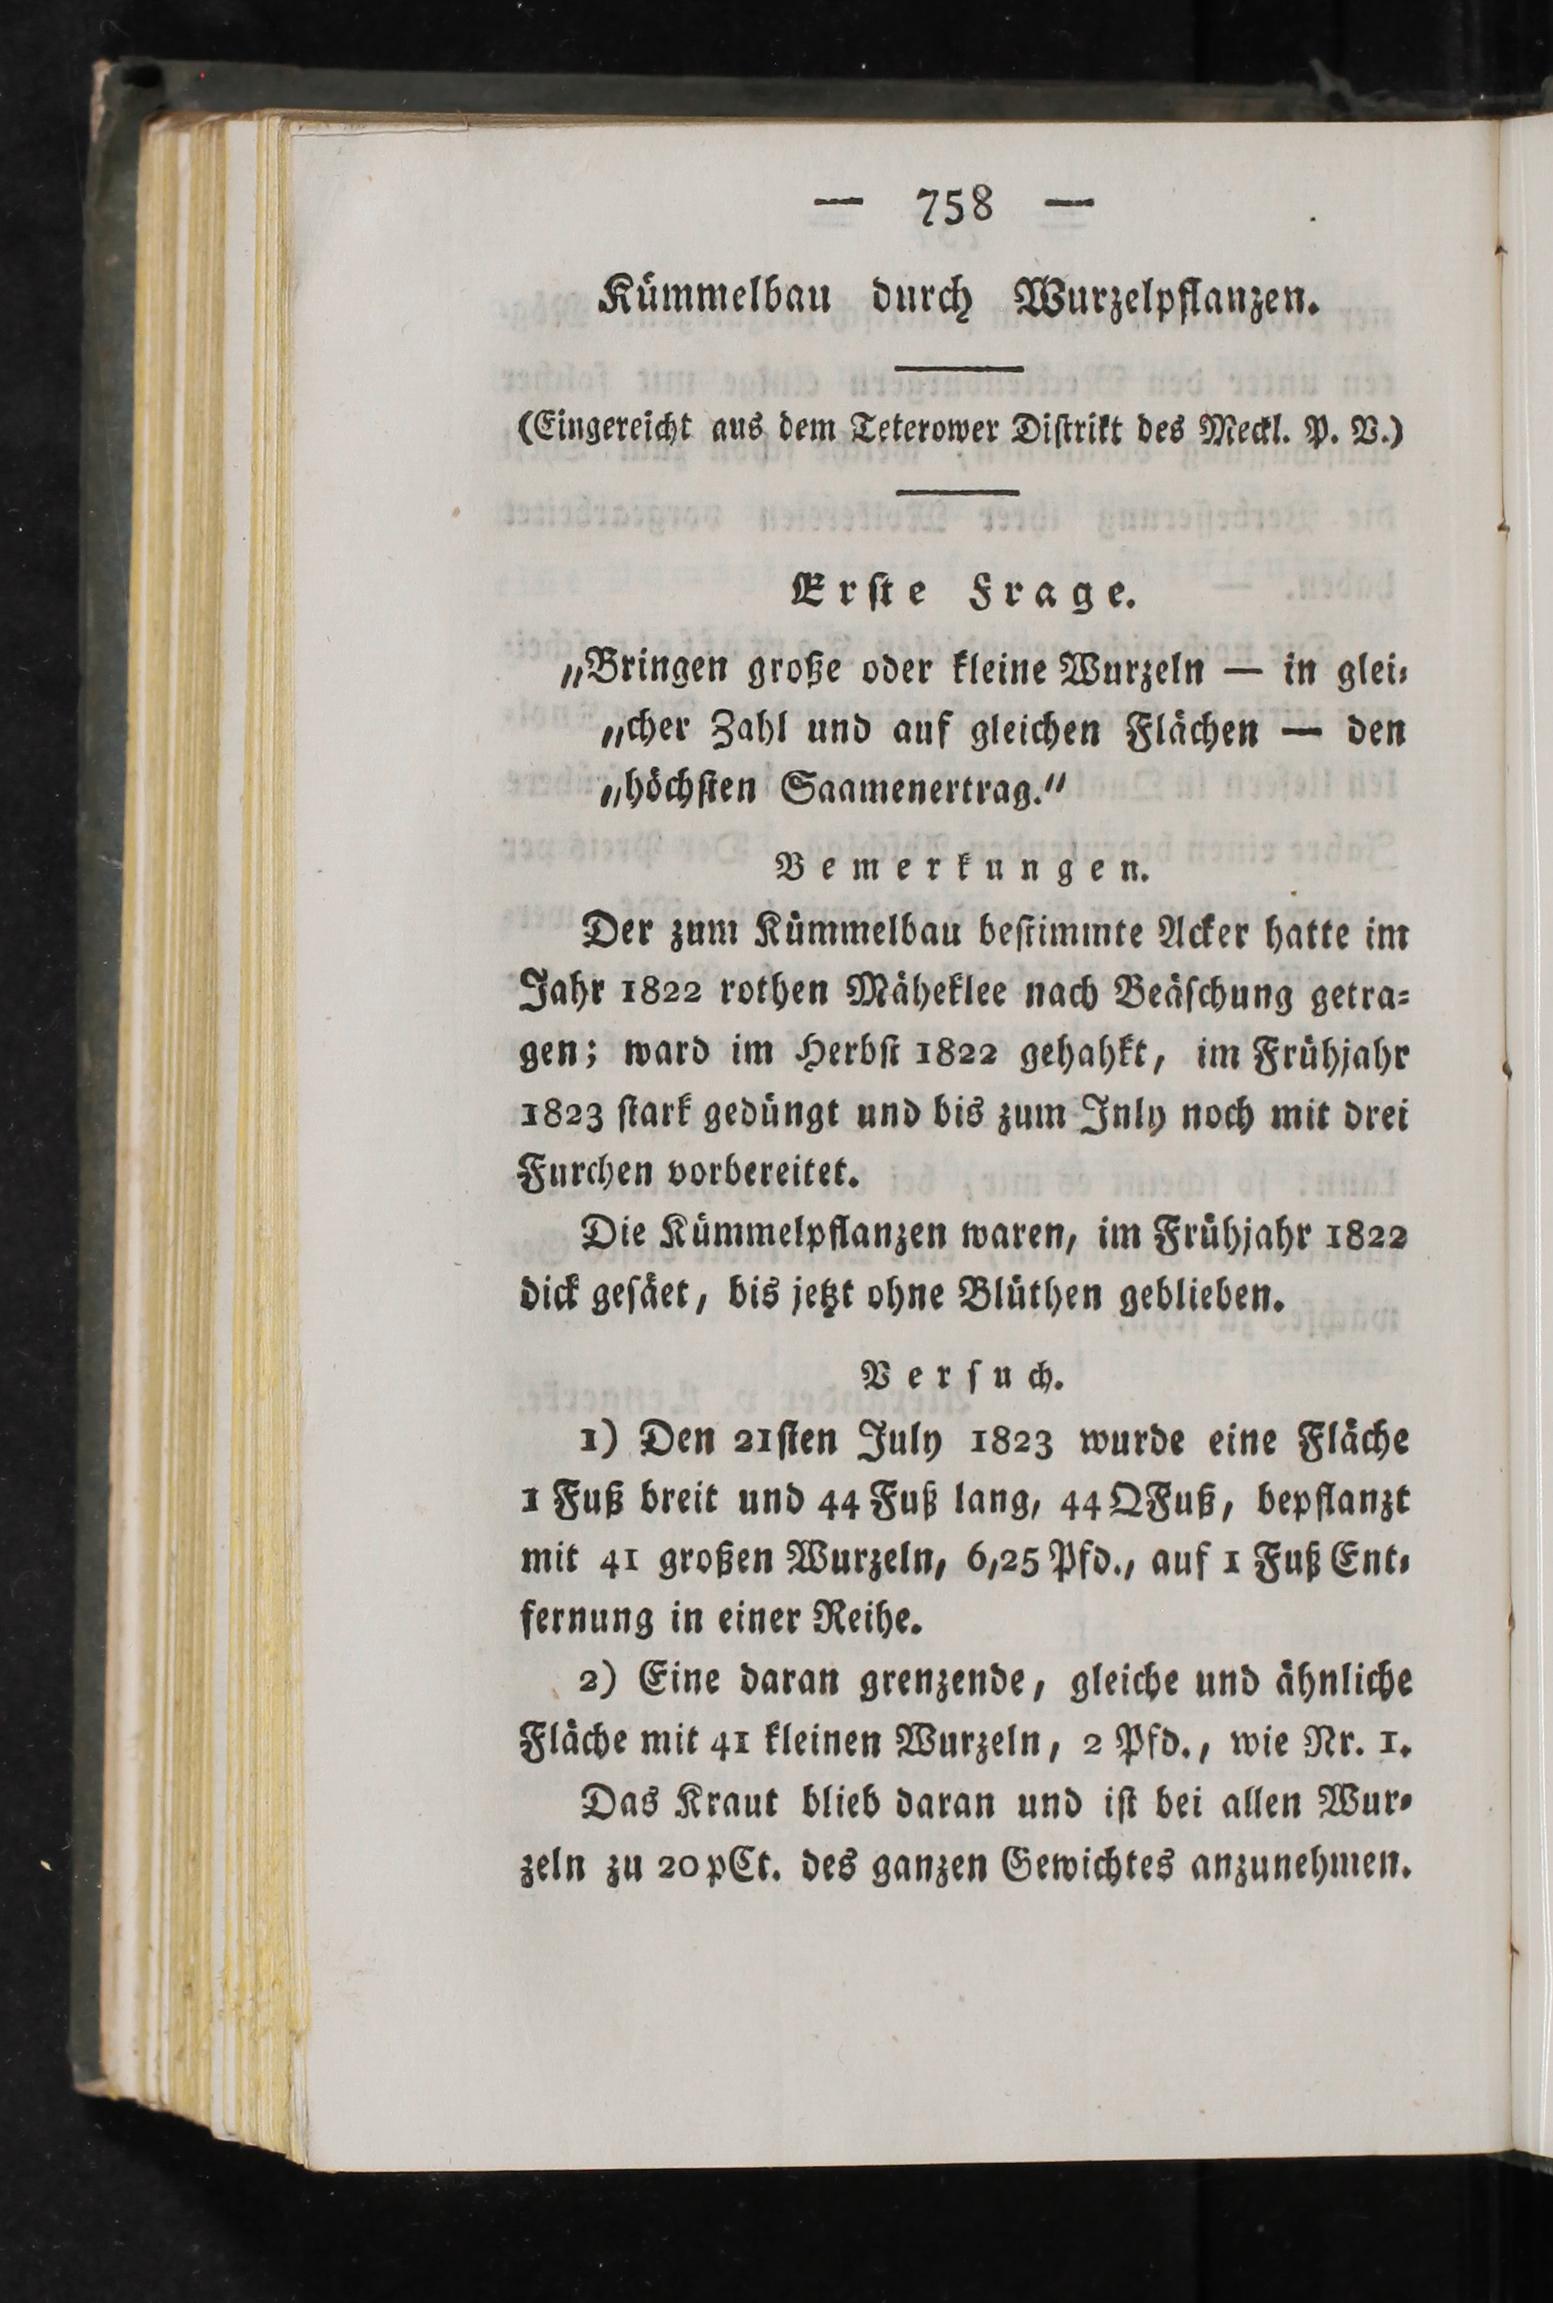 — 758 —
Kümmelbau durch Wurzelpflanzen.
(Eingereicht aus dem Teterower Distrikt des Meckl. P. V.)
Erste Frage.
„Bringen große oder kleine Wurzeln — in glei-
„cher Zahl und auf gleichen Flächen — den
„höchsten Saamenertrag.“
Bemerkungen.
Der zum Kümmelbau bestimmte Acker hatte im
Jahr 1822 rothen Mäheklee nach Beäschung getra-
gen; ward im Herbst 1822 gehahkt, im Frühjahr
1823 stark gedüngt und bis zum Inly noch mit drei
Furchen vorbereitet.
Die Kümmelpflanzen waren, im Frühjahr 1822
dick gesäet, bis jetzt ohne Blüthen geblieben.
Versuch.
1) Den 21sten July 1823 wurde eine Fläche
1 Fuß breit und 44 Fuß lang, 44 QFuß, bepflanzt
mit 41 großen Wurzeln, 6,25 Pfd., auf 1 Fuß Ent-
fernung in einer Reihe.
2) Eine daran grenzende, gleiche und ähnliche
Fläche mit 41 kleinen Wurzeln, 2 Pfd., wie Nr. 1.
Das Kraut blieb daran und ist bei allen Wur-
zeln zu 20 pCt. des ganzen Gewichtes anzunehmen.